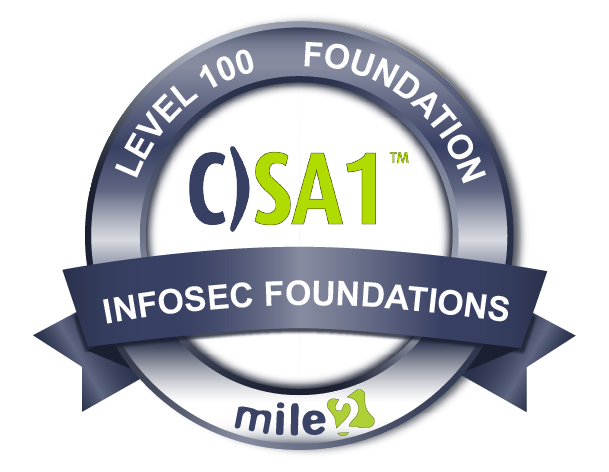 LEVEL 100 FOUNDATION
C)SA1™
INFOSEC FOUNDATIONS
mile2